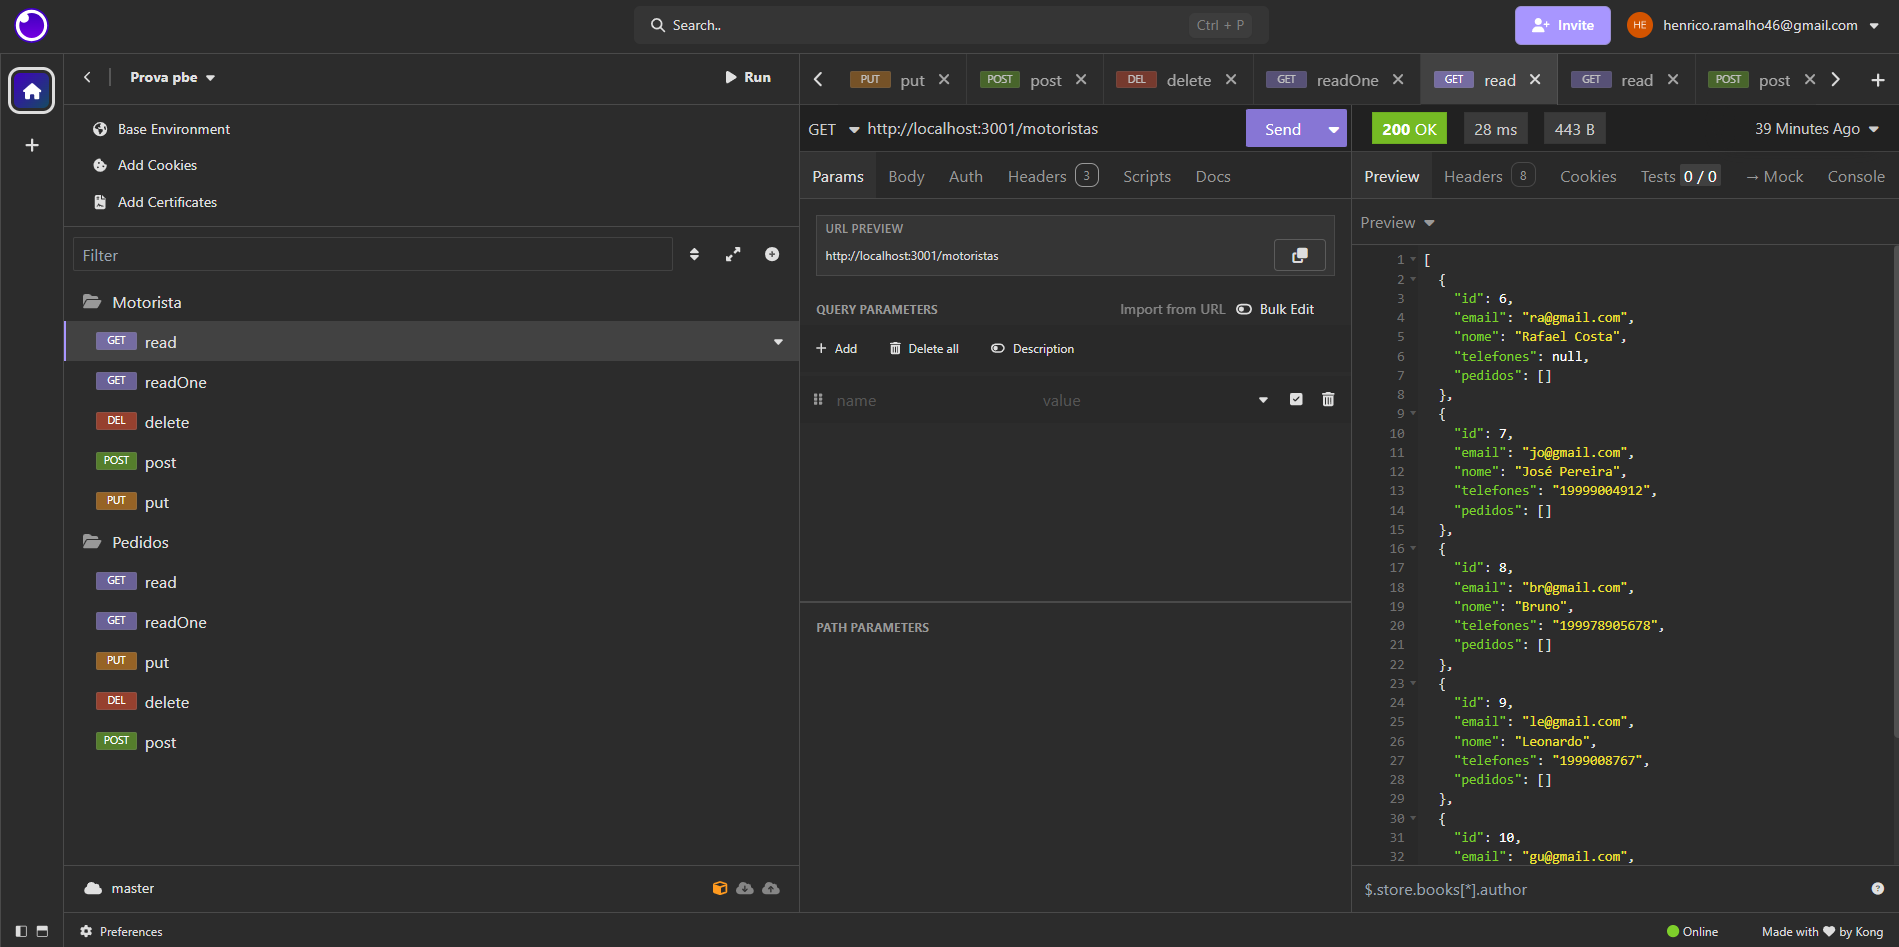 Search..
Ctrl + P
Invite
HE
henrico.ramalho46@gmail.com
Prova pbe
Run
Base Environment
Add Cookies
Add Certificates
Filter
Motorista
GET read
GET readOne
DEL delete
POST post
PUT put
Pedidos
GET read
GET readOne
PUT put
DEL delete
POST post
master
Preferences
PUT put
POST post
DEL delete
GET readOne
GET read
GET read
POST post
GET http://localhost:3001/motoristas
Send
Params
Body
Auth
Headers 3
Scripts
Docs
URL PREVIEW
http://localhost:3001/motoristas
QUERY PARAMETERS
Import from URL
Bulk Edit
Add
Delete all
Description
name
value
PATH PARAMETERS
200 OK
28 ms
443 B
39 Minutes Ago
Preview
Headers 8
Cookies
Tests 0 / 0
→ Mock
Console
Preview
1 [
2 {
3 "id": 6,
4 "email": "ra@gmail.com",
5 "nome": "Rafael Costa",
6 "telefones": null,
7 "pedidos": []
8 },
9 {
10 "id": 7,
11 "email": "jo@gmail.com",
12 "nome": "José Pereira",
13 "telefones": "19999004912",
14 "pedidos": []
15 },
16 {
17 "id": 8,
18 "email": "br@gmail.com",
19 "nome": "Bruno",
20 "telefones": "199978905678",
21 "pedidos": []
22 },
23 {
24 "id": 9,
25 "email": "le@gmail.com",
26 "nome": "Leonardo",
27 "telefones": "1999008767",
28 "pedidos": []
29 },
30 {
31 "id": 10,
32 "email": "gu@gmail.com",
$.store.books[*].author
Online
Made with ♥ by Kong